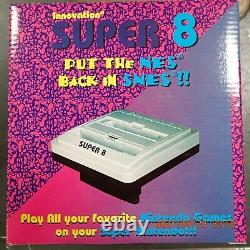 Innovation®
SUPER 8
PUT THE NES®
BACK IN SNES®!!
SUPER 8
Play All your favorite Nintendo Games
on your Super Nintendo!!!